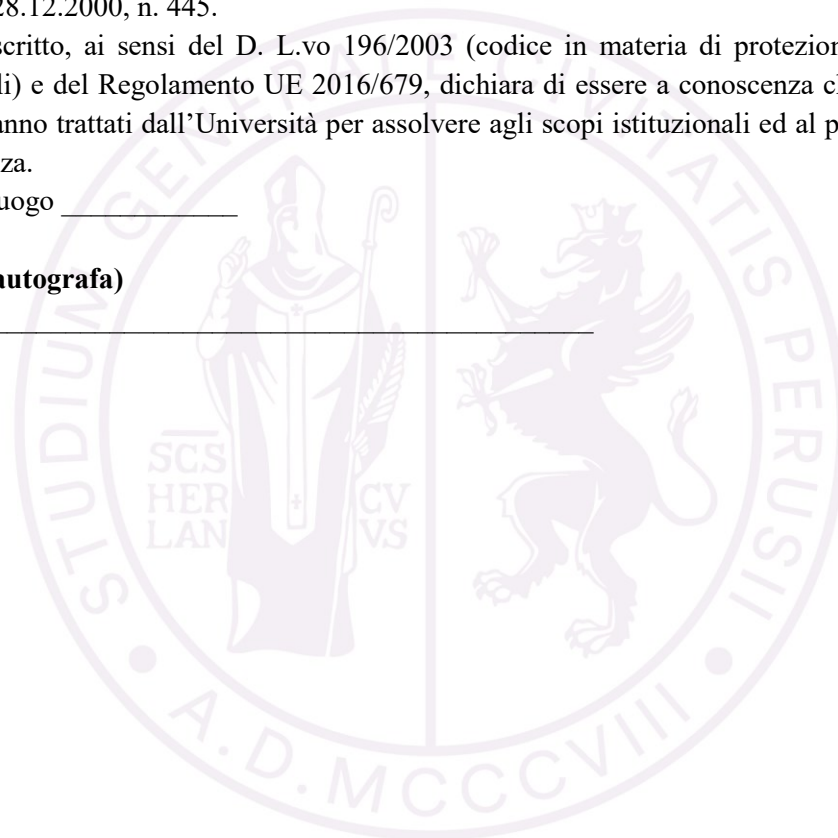 28.12.2000, n. 445.
scritto, ai sensi del D. L.vo 196/2003 (codice in materia di protezion
li) e del Regolamento UE 2016/679, dichiara di essere a conoscenza c
anno trattati dall’Università per assolvere agli scopi istituzionali ed al p
za.
uogo ____________
autografa)
STUDIUM GENERALE CIVITATIS PERUSII
SCS
HER CV
LAN VS
A.D. MCCCVIII